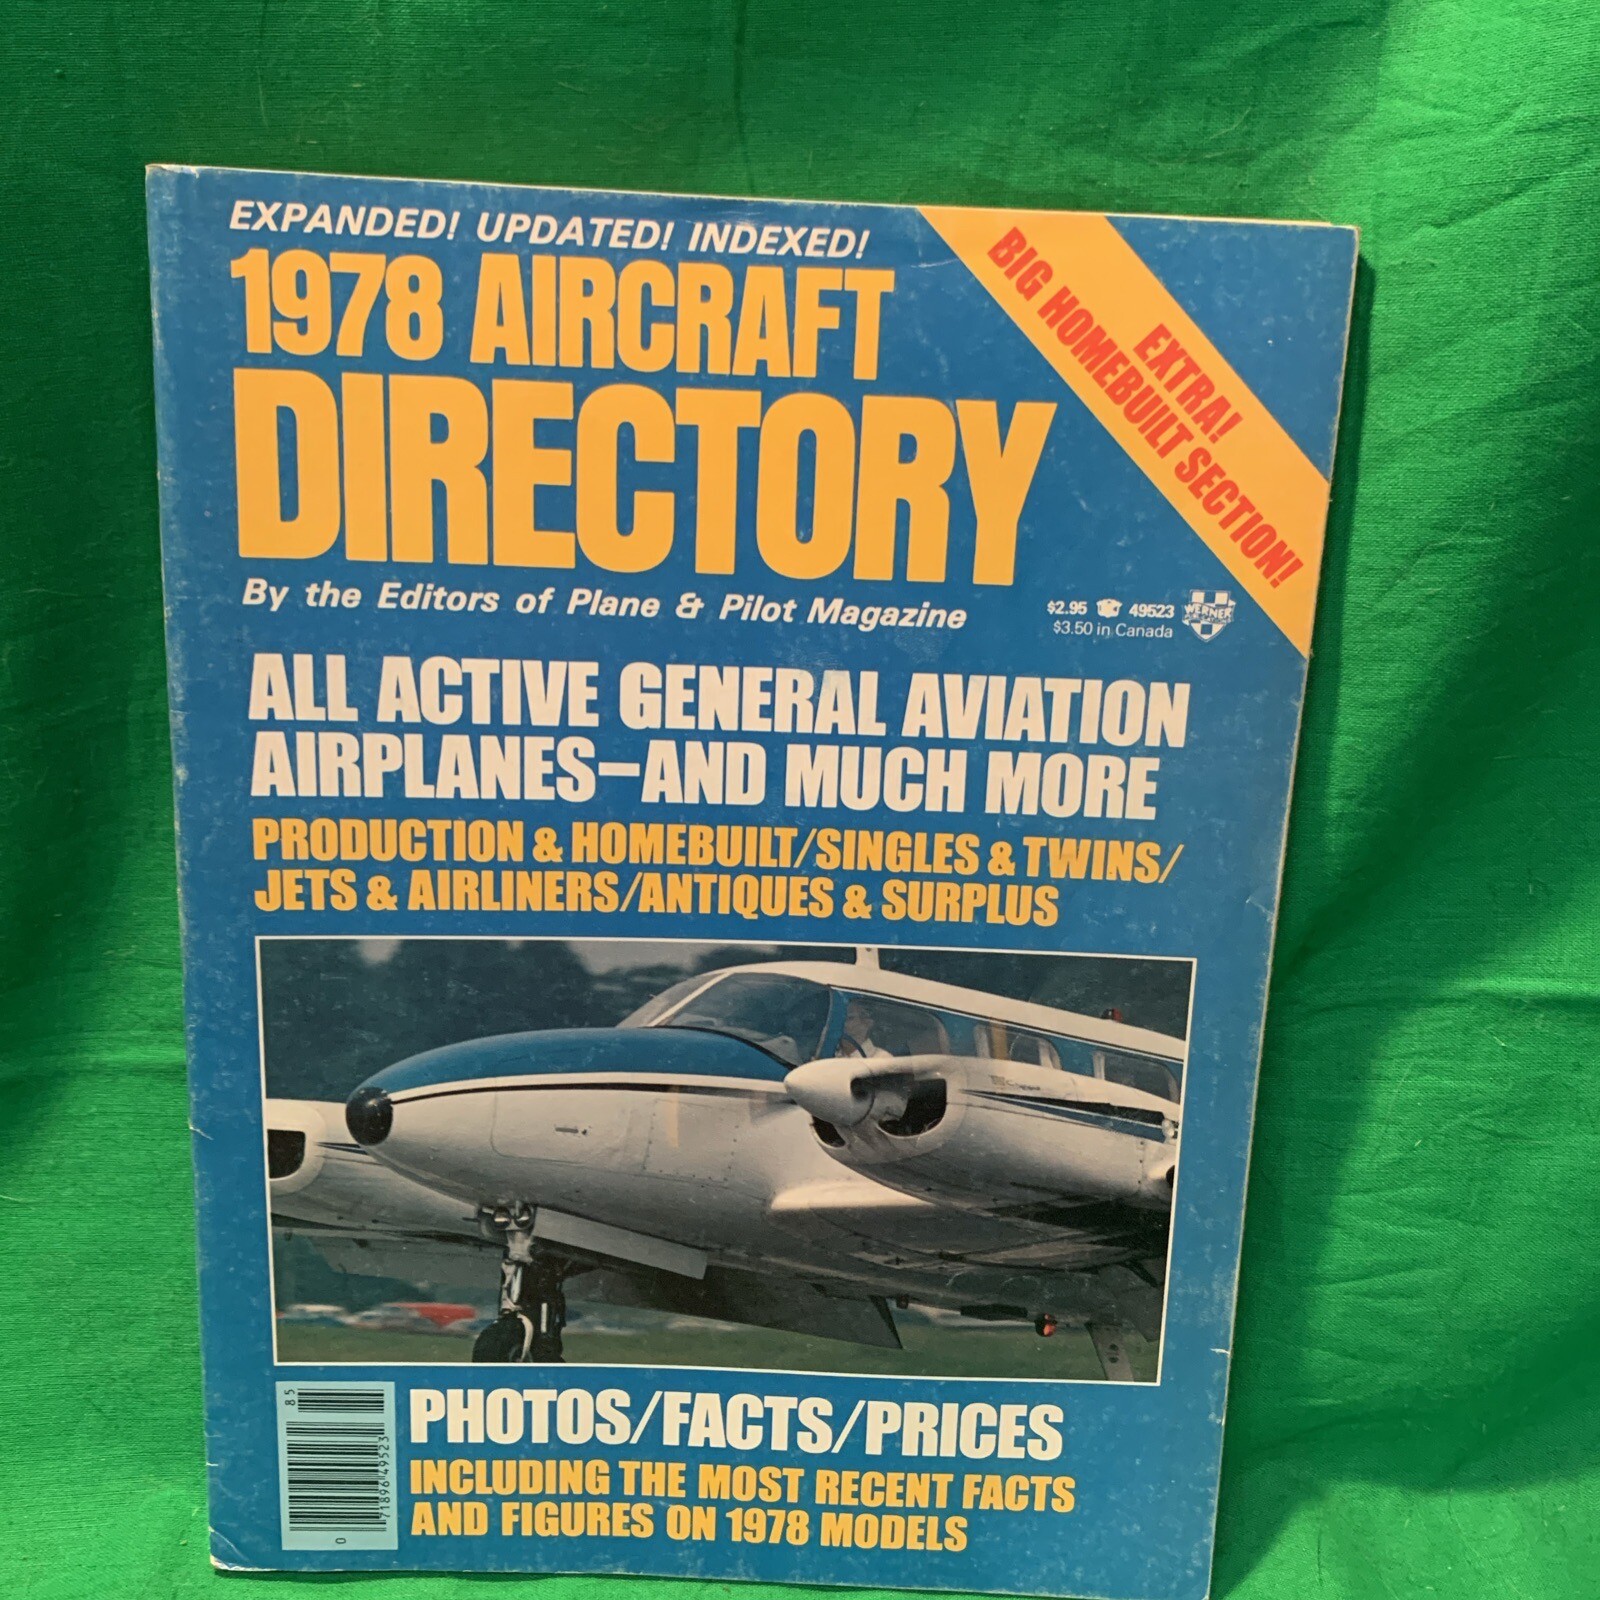 EXPANDED! UPDATED! INDEXED!
1978 AIRCRAFT
DIRECTORY
EXTRA!
BIG HOMEBUILT SECTION!
By the Editors of Plane & Pilot Magazine
$2.95 49523
$3.50 in Canada
WERNER
ALL ACTIVE GENERAL AVIATION
AIRPLANES—AND MUCH MORE
PRODUCTION & HOMEBUILT/SINGLES & TWINS/
JETS & AIRLINERS/ANTIQUES & SURPLUS
85
71896 49523
0
PHOTOS/FACTS/PRICES
INCLUDING THE MOST RECENT FACTS
AND FIGURES ON 1978 MODELS